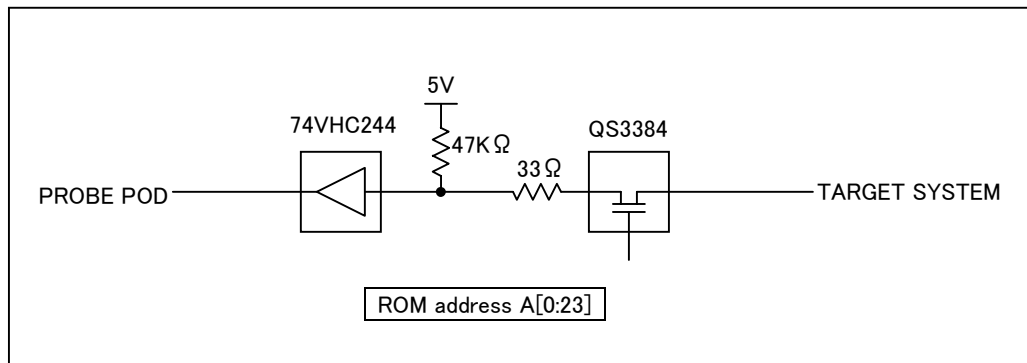 5V
74VHC244
47KΩ
QS3384
33Ω
PROBE POD
TARGET SYSTEM
ROM address A[0:23]